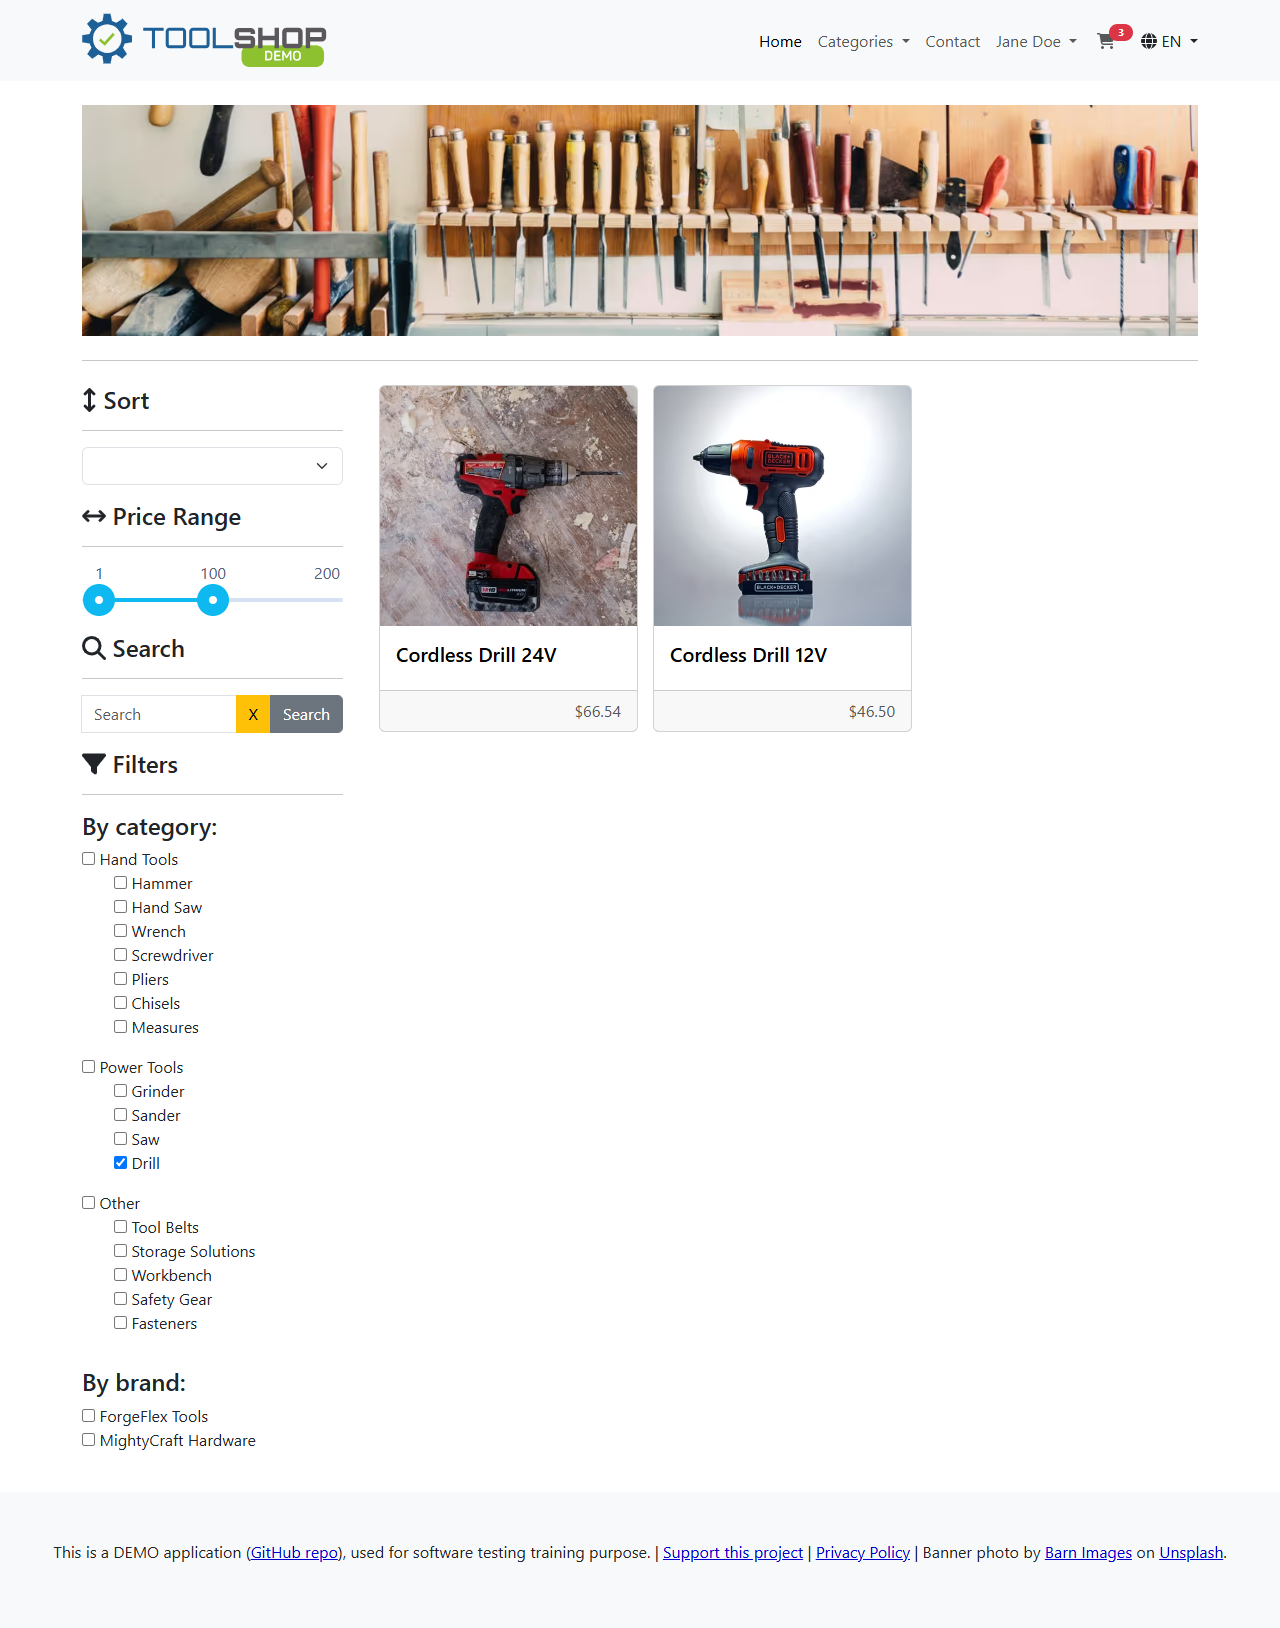 TOOLSHOP
DEMO
Home Categories Contact Jane Doe 3 EN
Sort
Price Range
1 100 200
Search
Search X Search
Filters
By category:
Hand Tools
Hammer
Hand Saw
Wrench
Screwdriver
Pliers
Chisels
Measures
Power Tools
Grinder
Sander
Saw
Drill
Other
Tool Belts
Storage Solutions
Workbench
Safety Gear
Fasteners
By brand:
ForgeFlex Tools
MightyCraft Hardware
Cordless Drill 24V
$66.54
BLACK+DECKER
BLACK+DECKER
Cordless Drill 12V
$46.50
This is a DEMO application (GitHub repo), used for software testing training purpose. | Support this project | Privacy Policy | Banner photo by Barn Images on Unsplash.